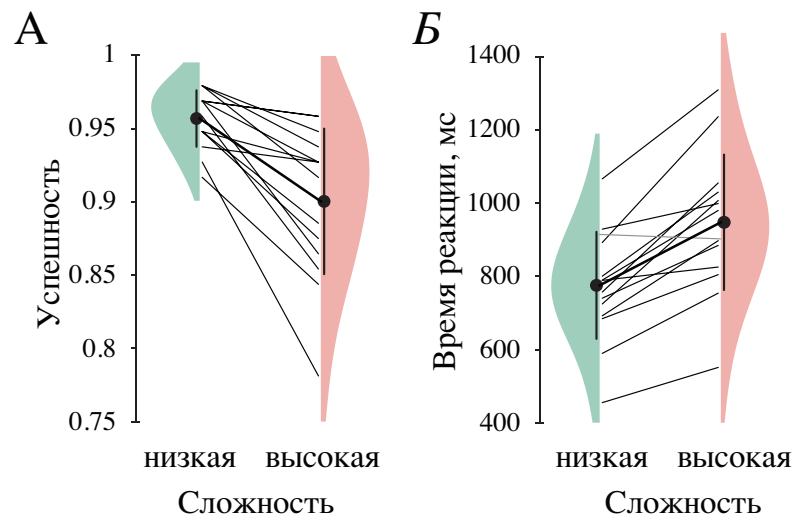 А
Успешность
1
0.95
0.9
0.85
0.8
0.75
низкая высокая
Сложность
Б
Время реакции, мс
1400
1200
1000
800
600
400
низкая высокая
Сложность